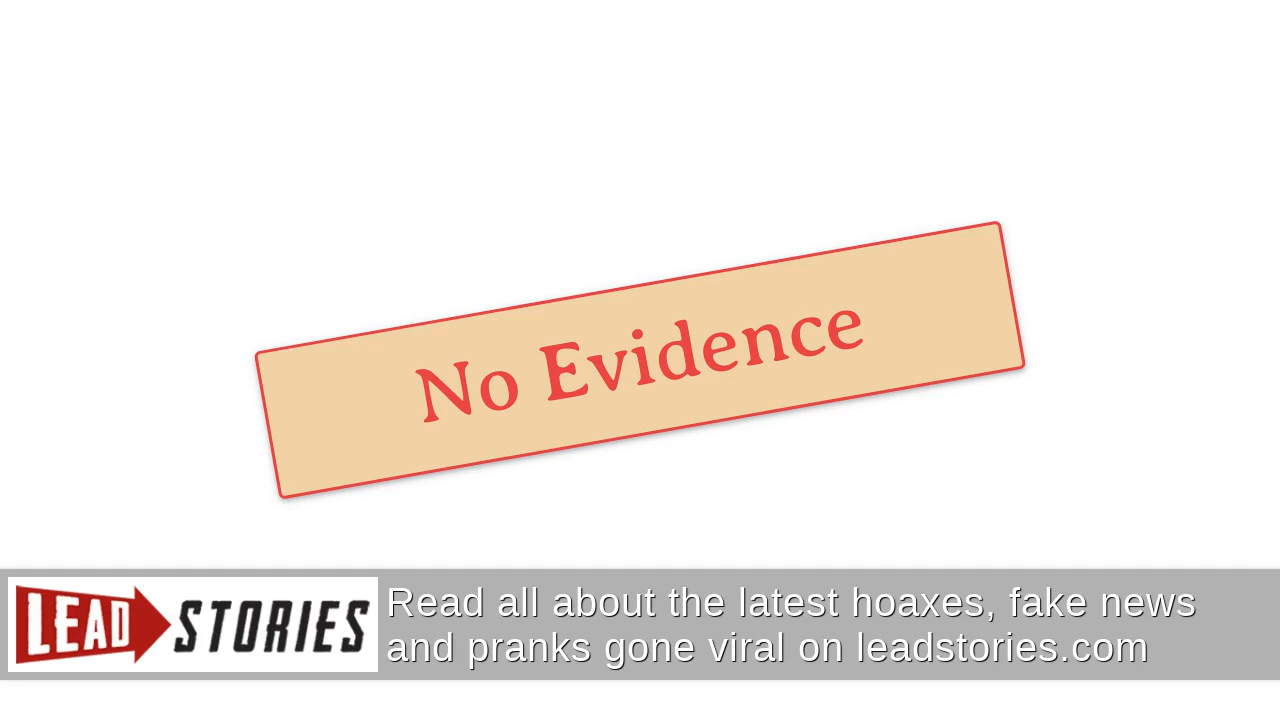 No Evidence
LEAD STORIES
Read all about the latest hoaxes, fake news
and pranks gone viral on leadstories.com